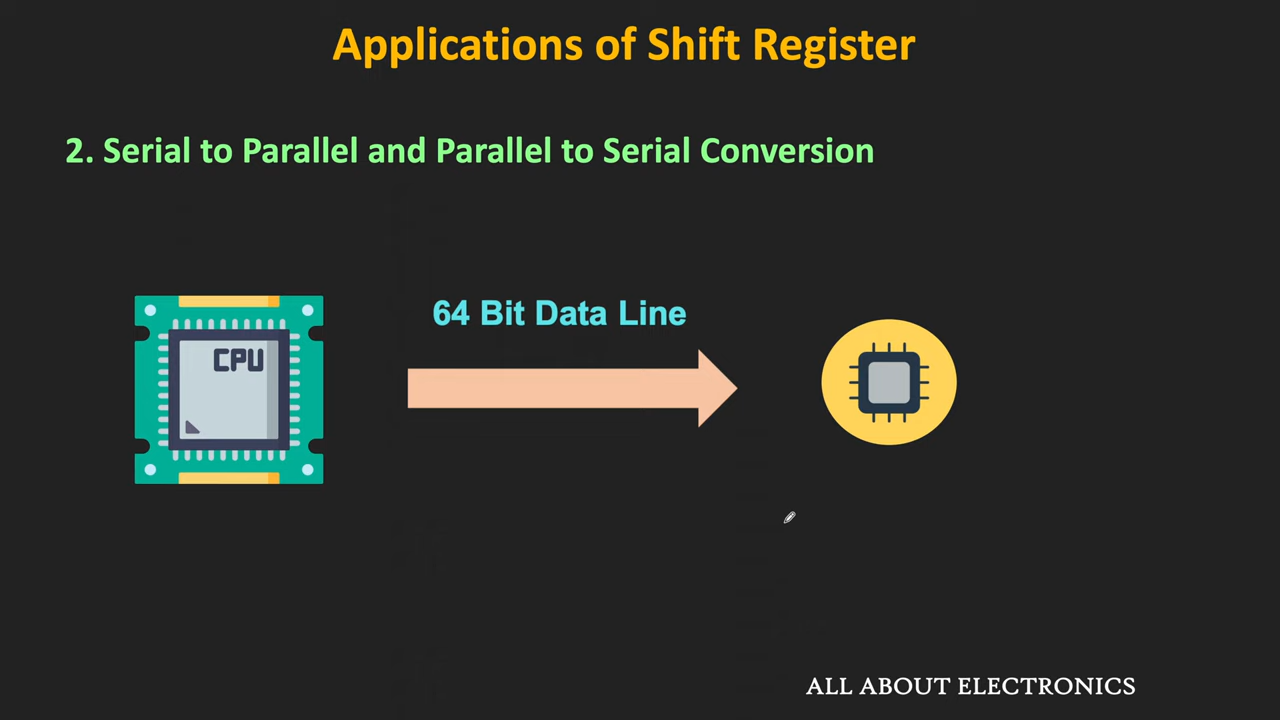 Applications of Shift Register
2. Serial to Parallel and Parallel to Serial Conversion
64 Bit Data Line
CPU
ALL ABOUT ELECTRONICS